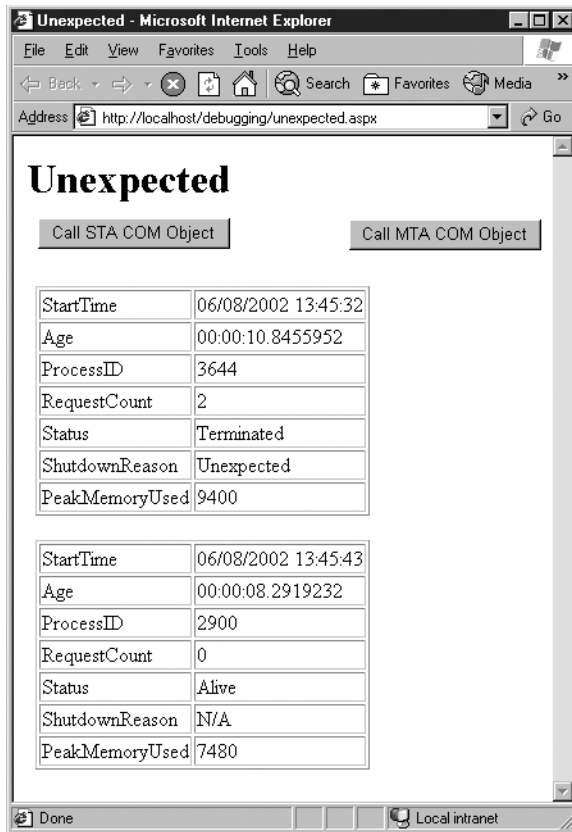 Unexpected - Microsoft Internet Explorer
File Edit View Favorites Tools Help
Back Search Favorites Media »
Address http://localhost/debugging/unexpected.aspx Go
Unexpected
Call STA COM Object Call MTA COM Object
StartTime 06/08/2002 13:45:32
Age 00:00:10.8455952
ProcessID 3644
RequestCount 2
Status Terminated
ShutdownReason Unexpected
PeakMemoryUsed 9400
StartTime 06/08/2002 13:45:43
Age 00:00:08.2919232
ProcessID 2900
RequestCount 0
Status Alive
ShutdownReason N/A
PeakMemoryUsed 7480
Done Local intranet